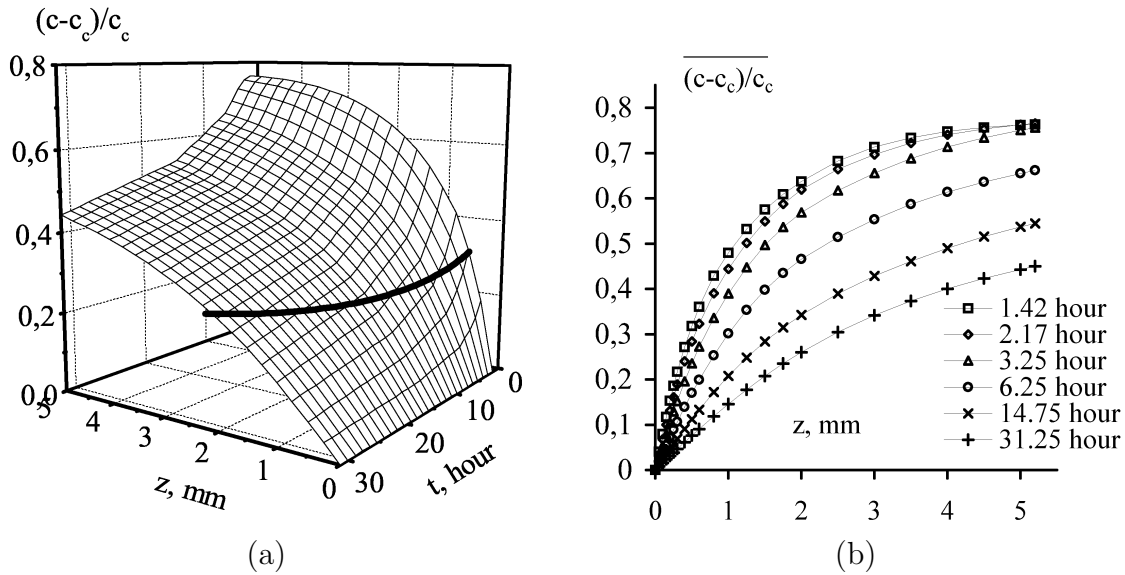 (c-c_c)/c_c
0,8
0,6
0,4
0,2
0,0
5
4
3
2
1
0
z, mm
30
20
10
0
t, hour
(a)
(c-c_c)/c_c
0,8
0,7
0,6
0,5
0,4
0,3
0,2
0,1
0
0 1 2 3 4 5
z, mm
1.42 hour
2.17 hour
3.25 hour
6.25 hour
14.75 hour
31.25 hour
(b)